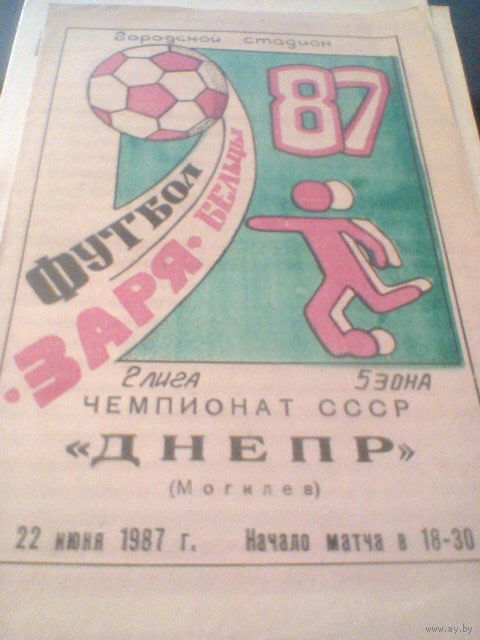 Городской стадион
87
ФУТБОЛ
·ЗАРЯ· БЕЛЬЦЫ
2 ЛИГА 5 ЗОНА
ЧЕМПИОНАТ СССР
«ДНЕПР»
(Могилев)
22 июня 1987 г. Начало матча в 18-30
www.ay.by